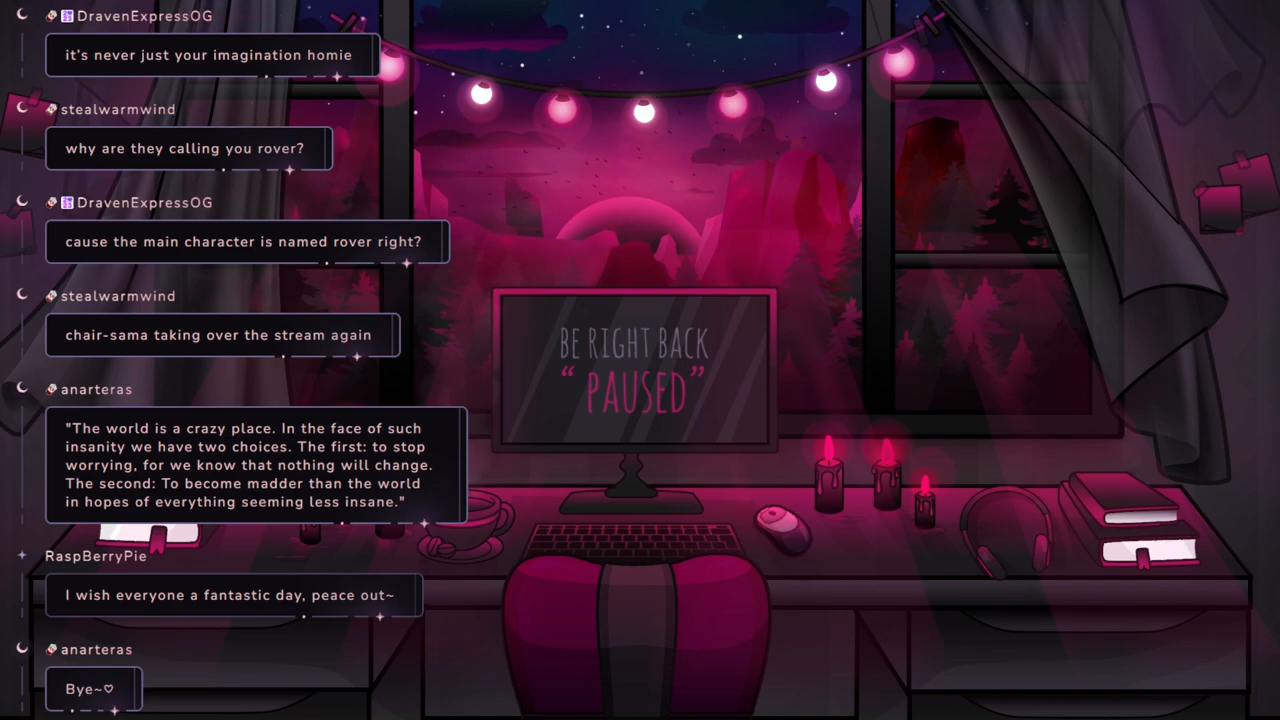 DravenExpressOG
it's never just your imagination homie
stealwarmwind
why are they calling you rover?
DravenExpressOG
cause the main character is named rover right?
stealwarmwind
chair-sama taking over the stream again
anarteras
"The world is a crazy place. In the face of such
insanity we have two choices. The first: to stop
worrying, for we know that nothing will change.
The second: To become madder than the world
in hopes of everything seeming less insane."
RaspBerryPie
I wish everyone a fantastic day, peace out~
anarteras
Bye~♡
BE RIGHT BACK
“ PAUSED”